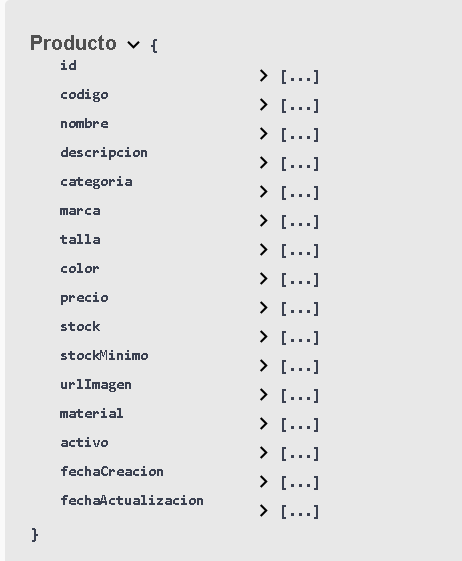 Producto {
id [...]
codigo [...]
nombre [...]
descripcion [...]
categoria [...]
marca [...]
talla [...]
color [...]
precio [...]
stock [...]
stockMinimo [...]
urlImagen [...]
material [...]
activo [...]
fechaCreacion [...]
fechaActualizacion [...]
}